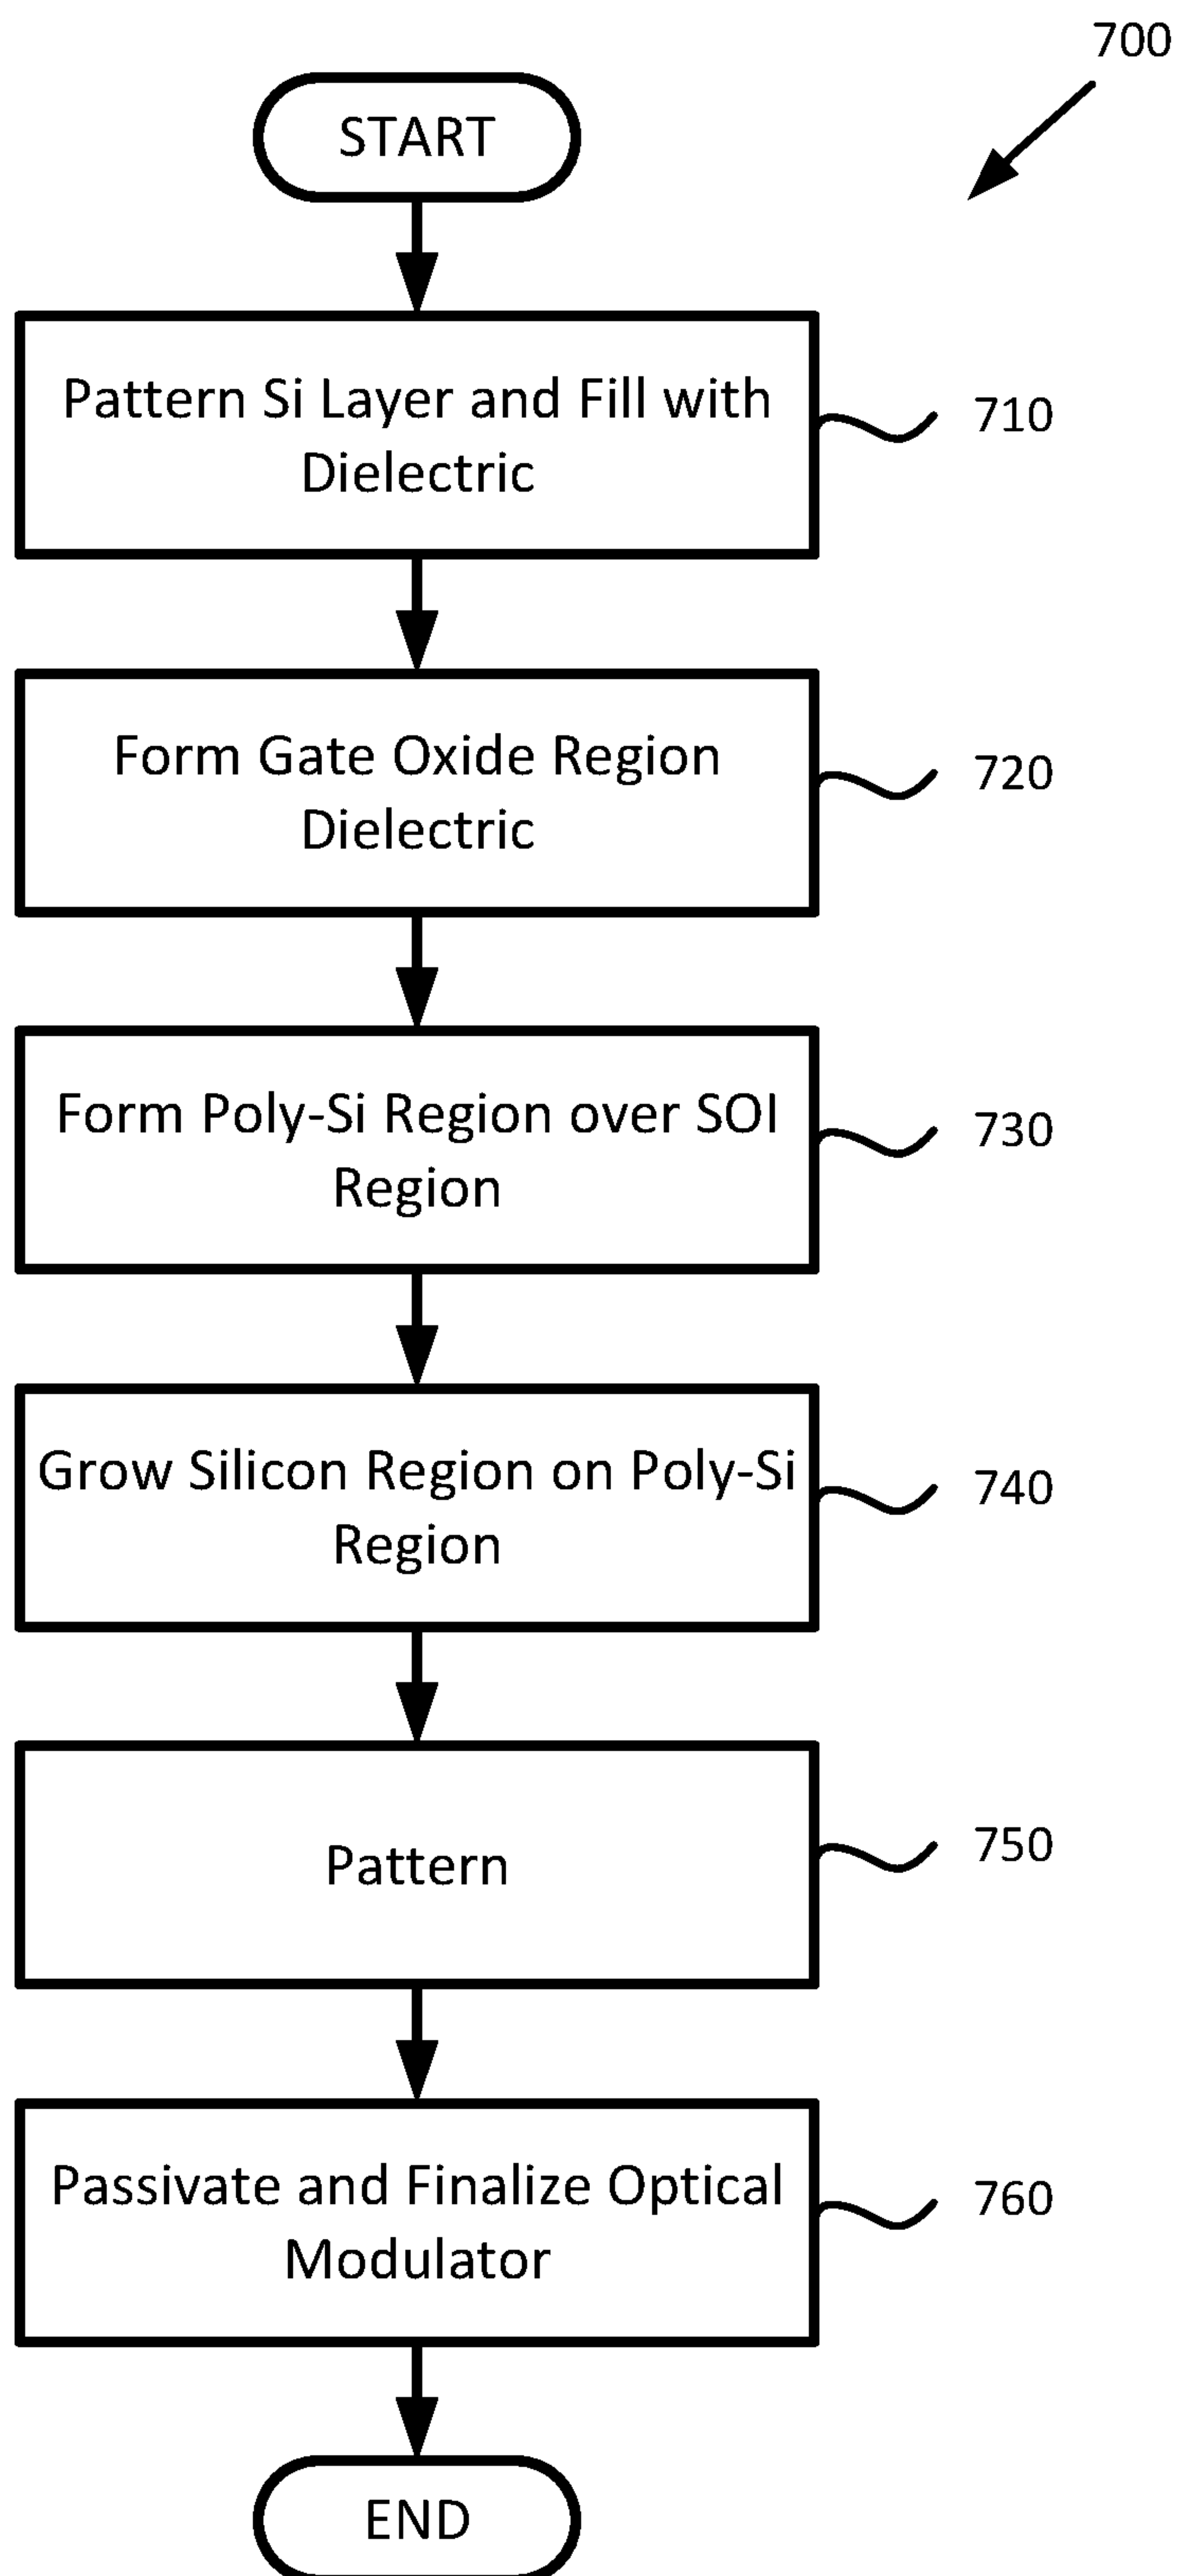 700
START
Pattern Si Layer and Fill with
Dielectric
710
Form Gate Oxide Region
Dielectric
720
Form Poly-Si Region over SOI
Region
730
Grow Silicon Region on Poly-Si
Region
740
Pattern
750
Passivate and Finalize Optical
Modulator
760
END